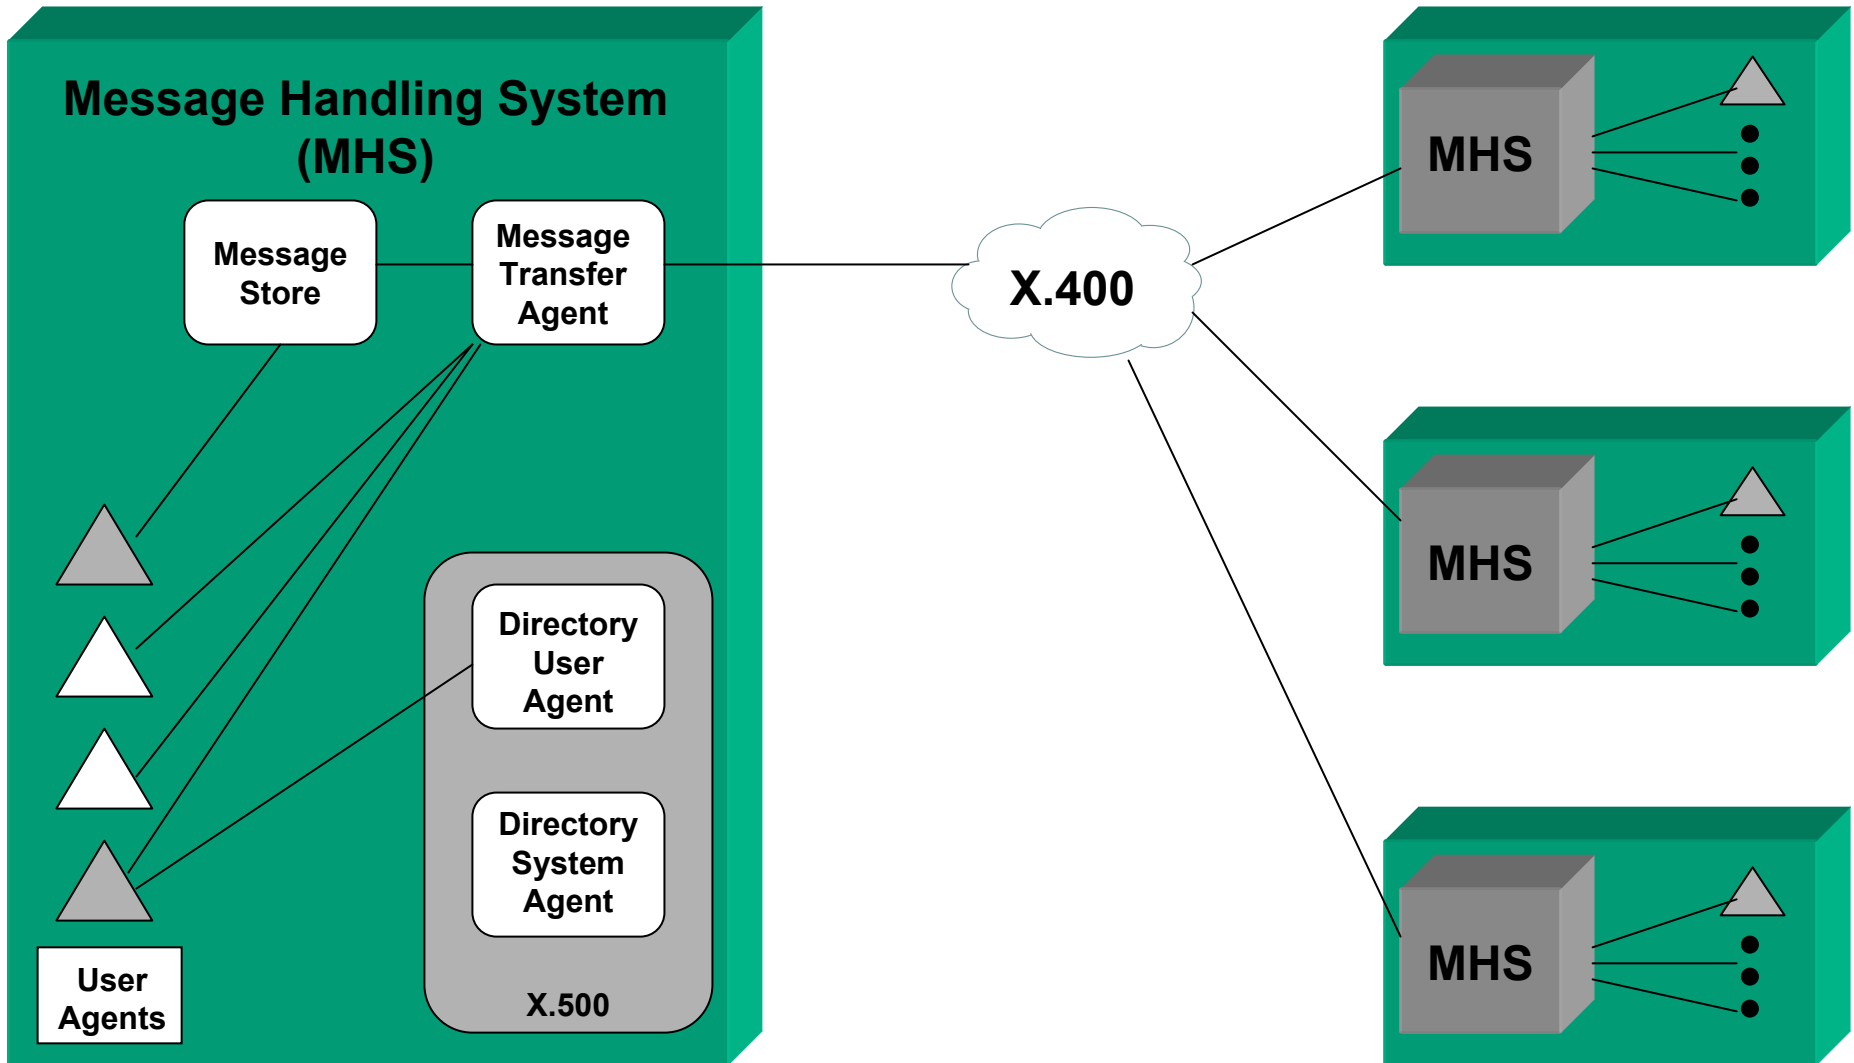 Message Handling System
(MHS)
Message
Store
Message
Transfer
Agent
X.400
MHS
MHS
MHS
Directory
User
Agent
Directory
System
Agent
X.500
User
Agents